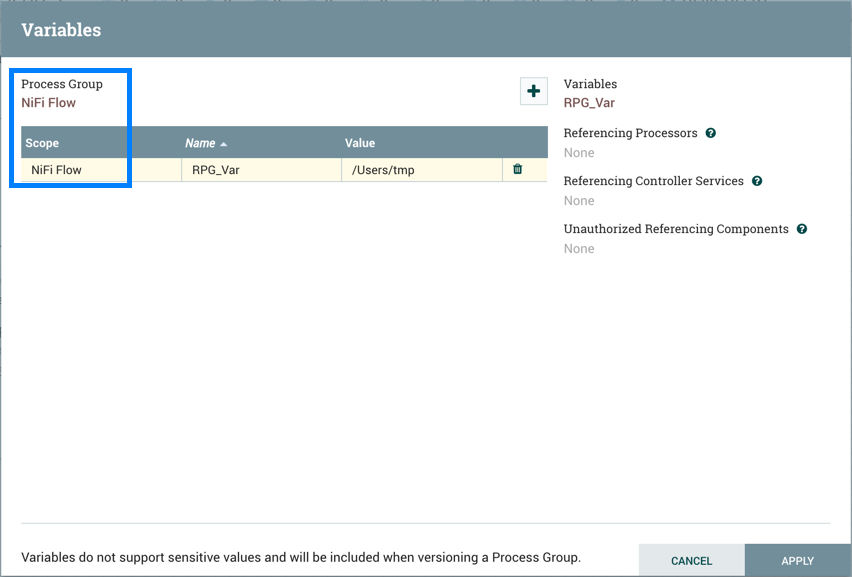 Variables
Process Group
NiFi Flow
Scope Name Value
NiFi Flow RPG_Var /Users/tmp
Variables
RPG_Var
Referencing Processors
None
Referencing Controller Services
None
Unauthorized Referencing Components
None
Variables do not support sensitive values and will be included when versioning a Process Group.
CANCEL
APPLY